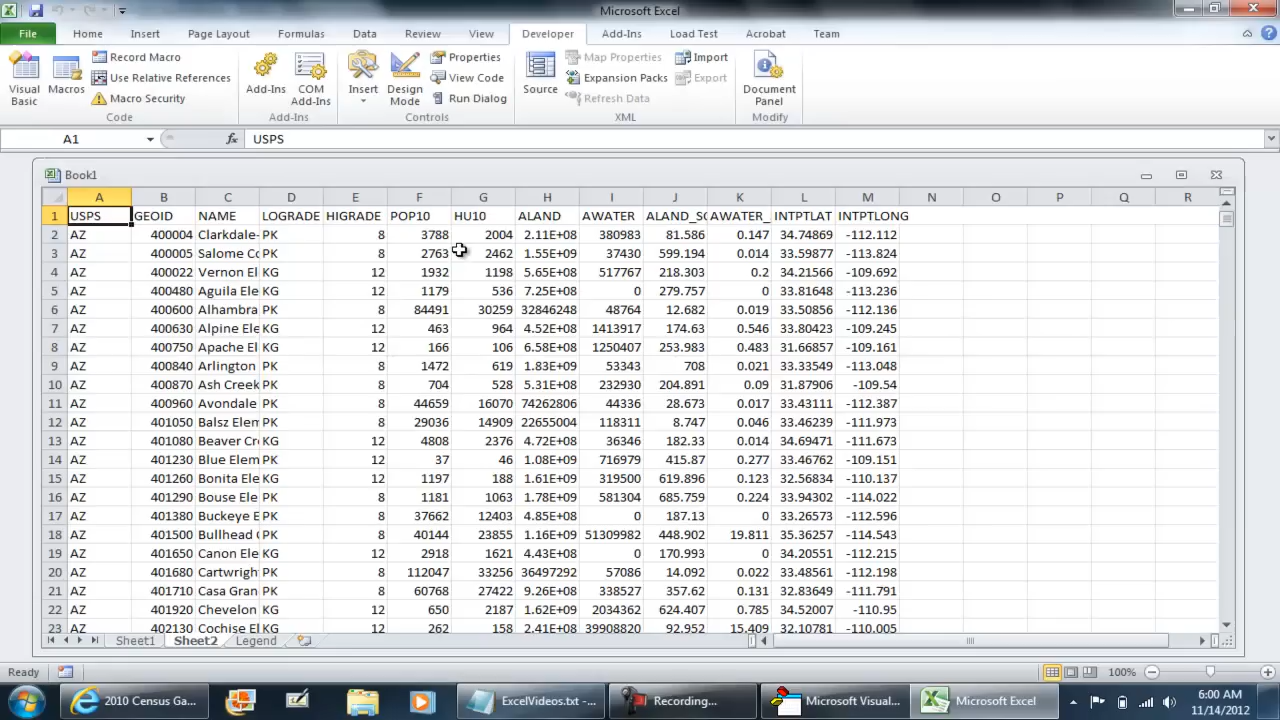 Microsoft Excel
File Home Insert Page Layout Formulas Data Review View Developer Add-Ins Load Test Acrobat Team
Visual Basic
Macros
Record Macro
Use Relative References
Macro Security
Code
Add-Ins
COM Add-Ins
Add-Ins
Insert
Design Mode
Properties
View Code
Run Dialog
Controls
Source
Map Properties
Expansion Packs
Refresh Data
Import
Export
XML
Document Panel
Modify
A1 fx USPS
Book1
A B C D E F G H I J K L M N O P Q R
1 USPS GEOID NAME LOGRADE HIGRADE POP10 HU10 ALAND AWATER ALAND_SQ AWATER_ INTPTLAT INTPTLONG
2 AZ 400004 Clarkdale- PK 8 3788 2004 2.11E+08 380983 81.586 0.147 34.74869 -112.112
3 AZ 400005 Salome Co PK 8 2763 2462 1.55E+09 37430 599.194 0.014 33.59877 -113.824
4 AZ 400022 Vernon El KG 12 1932 1198 5.65E+08 517767 218.303 0.2 34.21566 -109.692
5 AZ 400480 Aguila Ele KG 12 1179 536 7.25E+08 0 279.757 0 33.81648 -113.236
6 AZ 400600 Alhambra PK 8 84491 30259 32846248 48764 12.682 0.019 33.50856 -112.136
7 AZ 400630 Alpine Ele KG 12 463 964 4.52E+08 1413917 174.63 0.546 33.80423 -109.245
8 AZ 400750 Apache El KG 12 166 106 6.58E+08 1250407 253.983 0.483 31.66857 -109.161
9 AZ 400840 Arlington PK 8 1472 619 1.83E+09 53343 708 0.021 33.33549 -113.048
10 AZ 400870 Ash Creek PK 8 704 528 5.31E+08 232930 204.891 0.09 31.87906 -109.54
11 AZ 400960 Avondale PK 8 44659 16070 74262806 44336 28.673 0.017 33.43111 -112.387
12 AZ 401050 Balsz Elem PK 8 29036 14909 22655004 118311 8.747 0.046 33.46239 -111.973
13 AZ 401080 Beaver Cr KG 12 4808 2376 4.72E+08 36346 182.33 0.014 34.69471 -111.673
14 AZ 401230 Blue Elem PK 12 37 46 1.08E+09 716979 415.87 0.277 33.46762 -109.151
15 AZ 401260 Bonita Ele KG 12 1197 188 1.61E+09 319500 619.896 0.123 32.56834 -110.137
16 AZ 401290 Bouse Ele PK 8 1181 1063 1.78E+09 581304 685.759 0.224 33.94302 -114.022
17 AZ 401380 Buckeye E PK 8 37662 12403 4.85E+08 0 187.13 0 33.26573 -112.596
18 AZ 401500 Bullhead C PK 8 40144 23855 1.16E+09 51309982 448.902 19.811 35.36257 -114.543
19 AZ 401650 Canon Ele KG 12 2918 1621 4.43E+08 0 170.993 0 34.20551 -112.215
20 AZ 401680 Cartwright PK 8 112047 33256 36497292 57086 14.092 0.022 33.48561 -112.198
21 AZ 401710 Casa Gran PK 8 60768 27422 9.26E+08 338527 357.62 0.131 32.83649 -111.791
22 AZ 401920 Chevelon KG 12 650 2187 1.62E+09 2034362 624.407 0.785 34.52007 -110.95
23 AZ 402130 Cochise El KG 12 262 158 2.41E+08 39908820 92.952 15.409 32.10781 -110.005
Sheet1 Sheet2 Legend
Ready 100%
2010 Census Ga... ExcelVideos.txt -... Recording... Microsoft Visual... Microsoft Excel 6:00 AM
11/14/2012